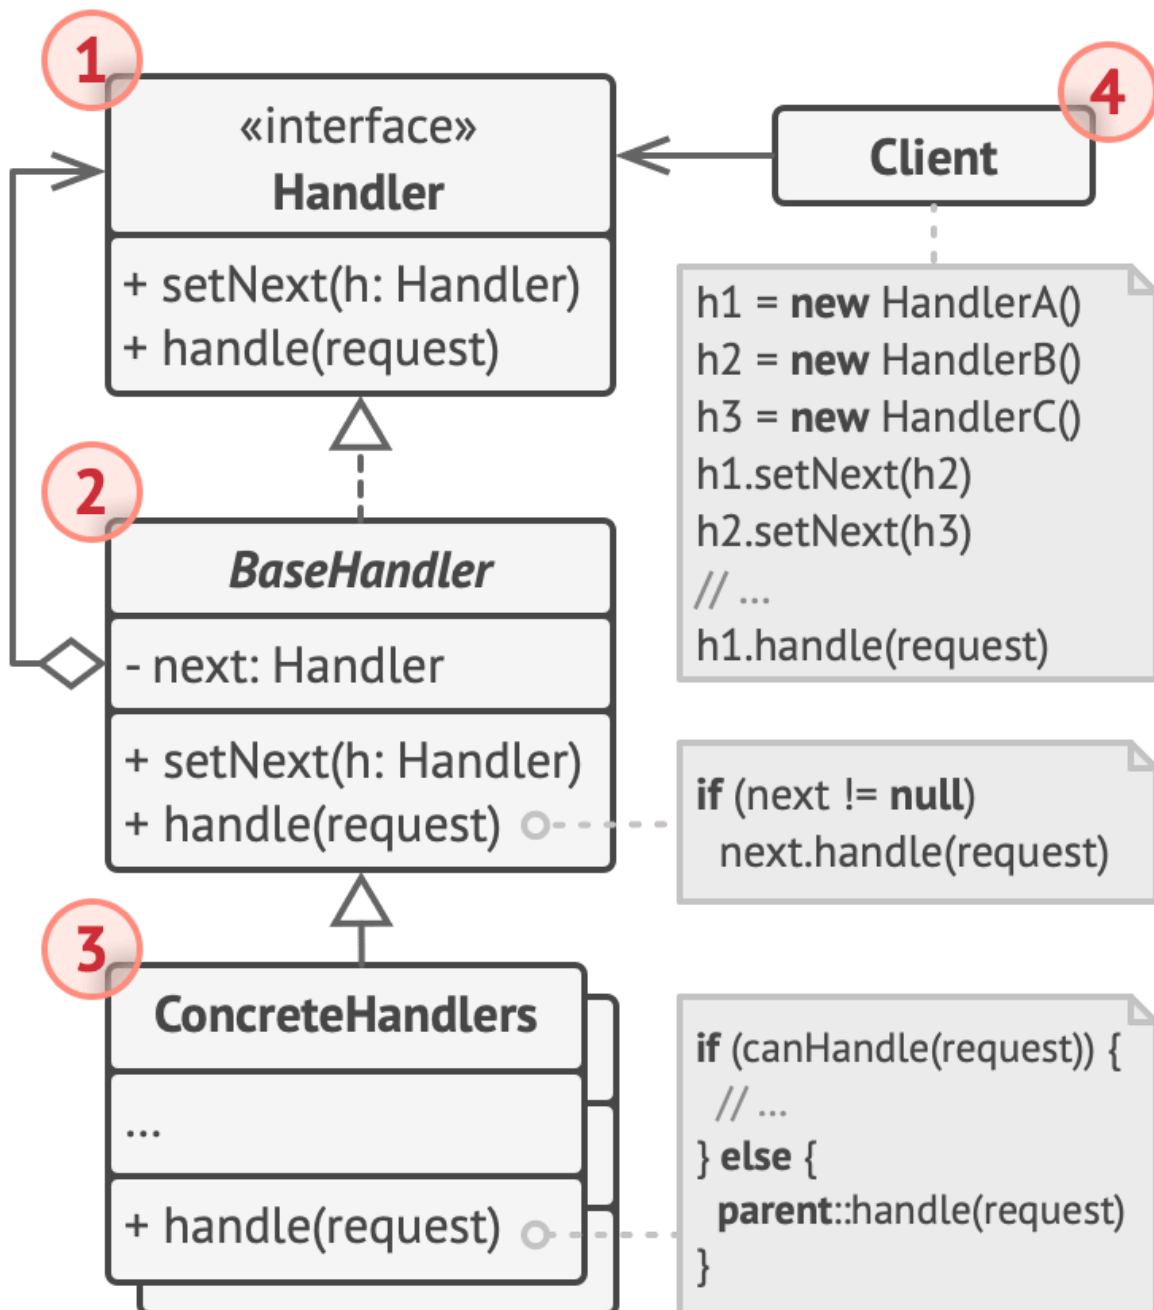 1
«interface»
Handler
+ setNext(h: Handler)
+ handle(request)
2
BaseHandler
- next: Handler
+ setNext(h: Handler)
+ handle(request)
3
ConcreteHandlers
...
+ handle(request)
4
Client
h1 = new HandlerA()
h2 = new HandlerB()
h3 = new HandlerC()
h1.setNext(h2)
h2.setNext(h3)
// ...
h1.handle(request)
if (next != null)
next.handle(request)
if (canHandle(request)) {
// ...
} else {
parent::handle(request)
}